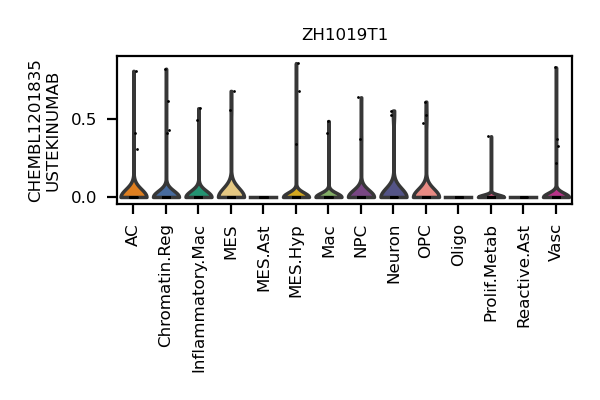 ZH1019T1
CHEMBL1201835
USTEKINUMAB
0.5
0.0
AC
Chromatin.Reg
Inflammatory.Mac
MES
MES.Ast
MES.Hyp
Mac
NPC
Neuron
OPC
Oligo
Prolif.Metab
Reactive.Ast
Vasc